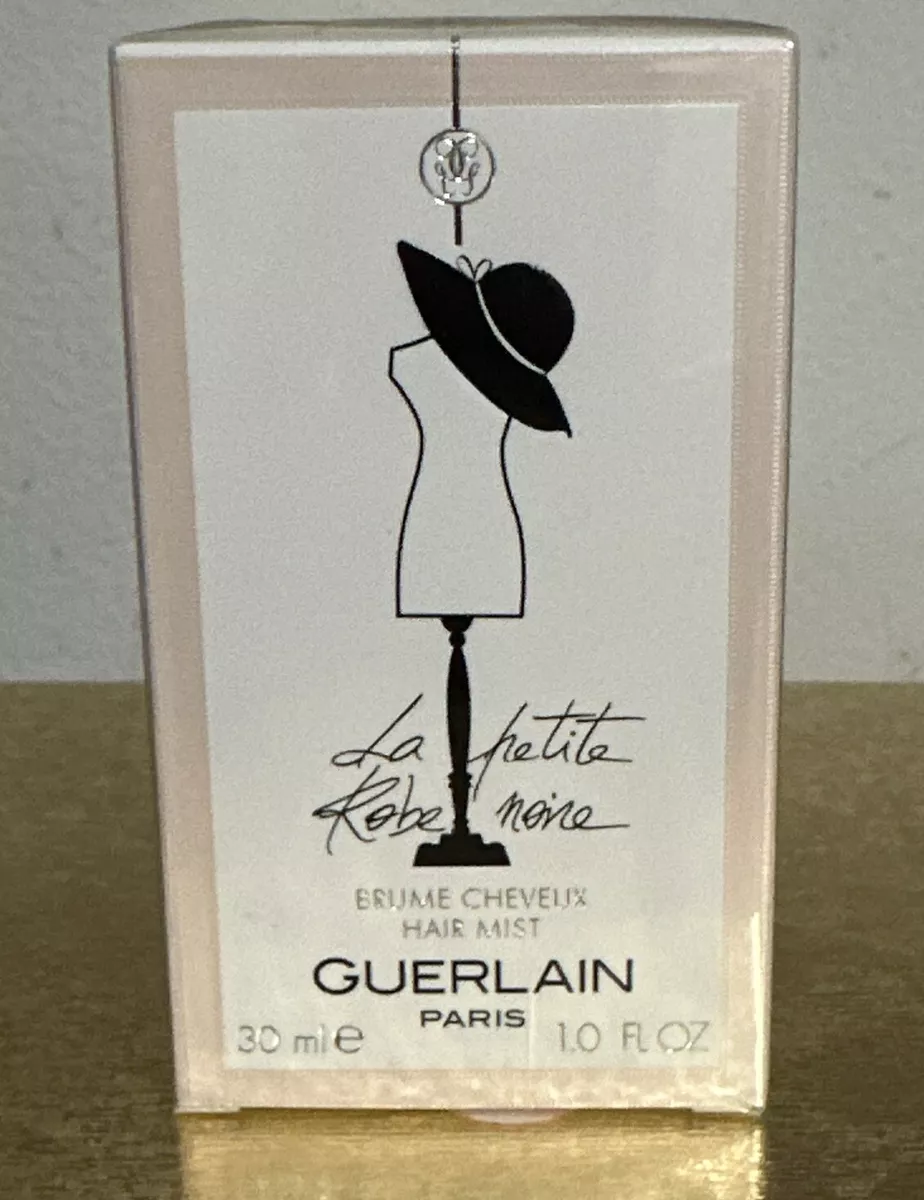 La petite
Robe noire
BRUME CHEVEUX
HAIR MIST
GUERLAIN
PARIS
30 ml e 1.0 FL OZ